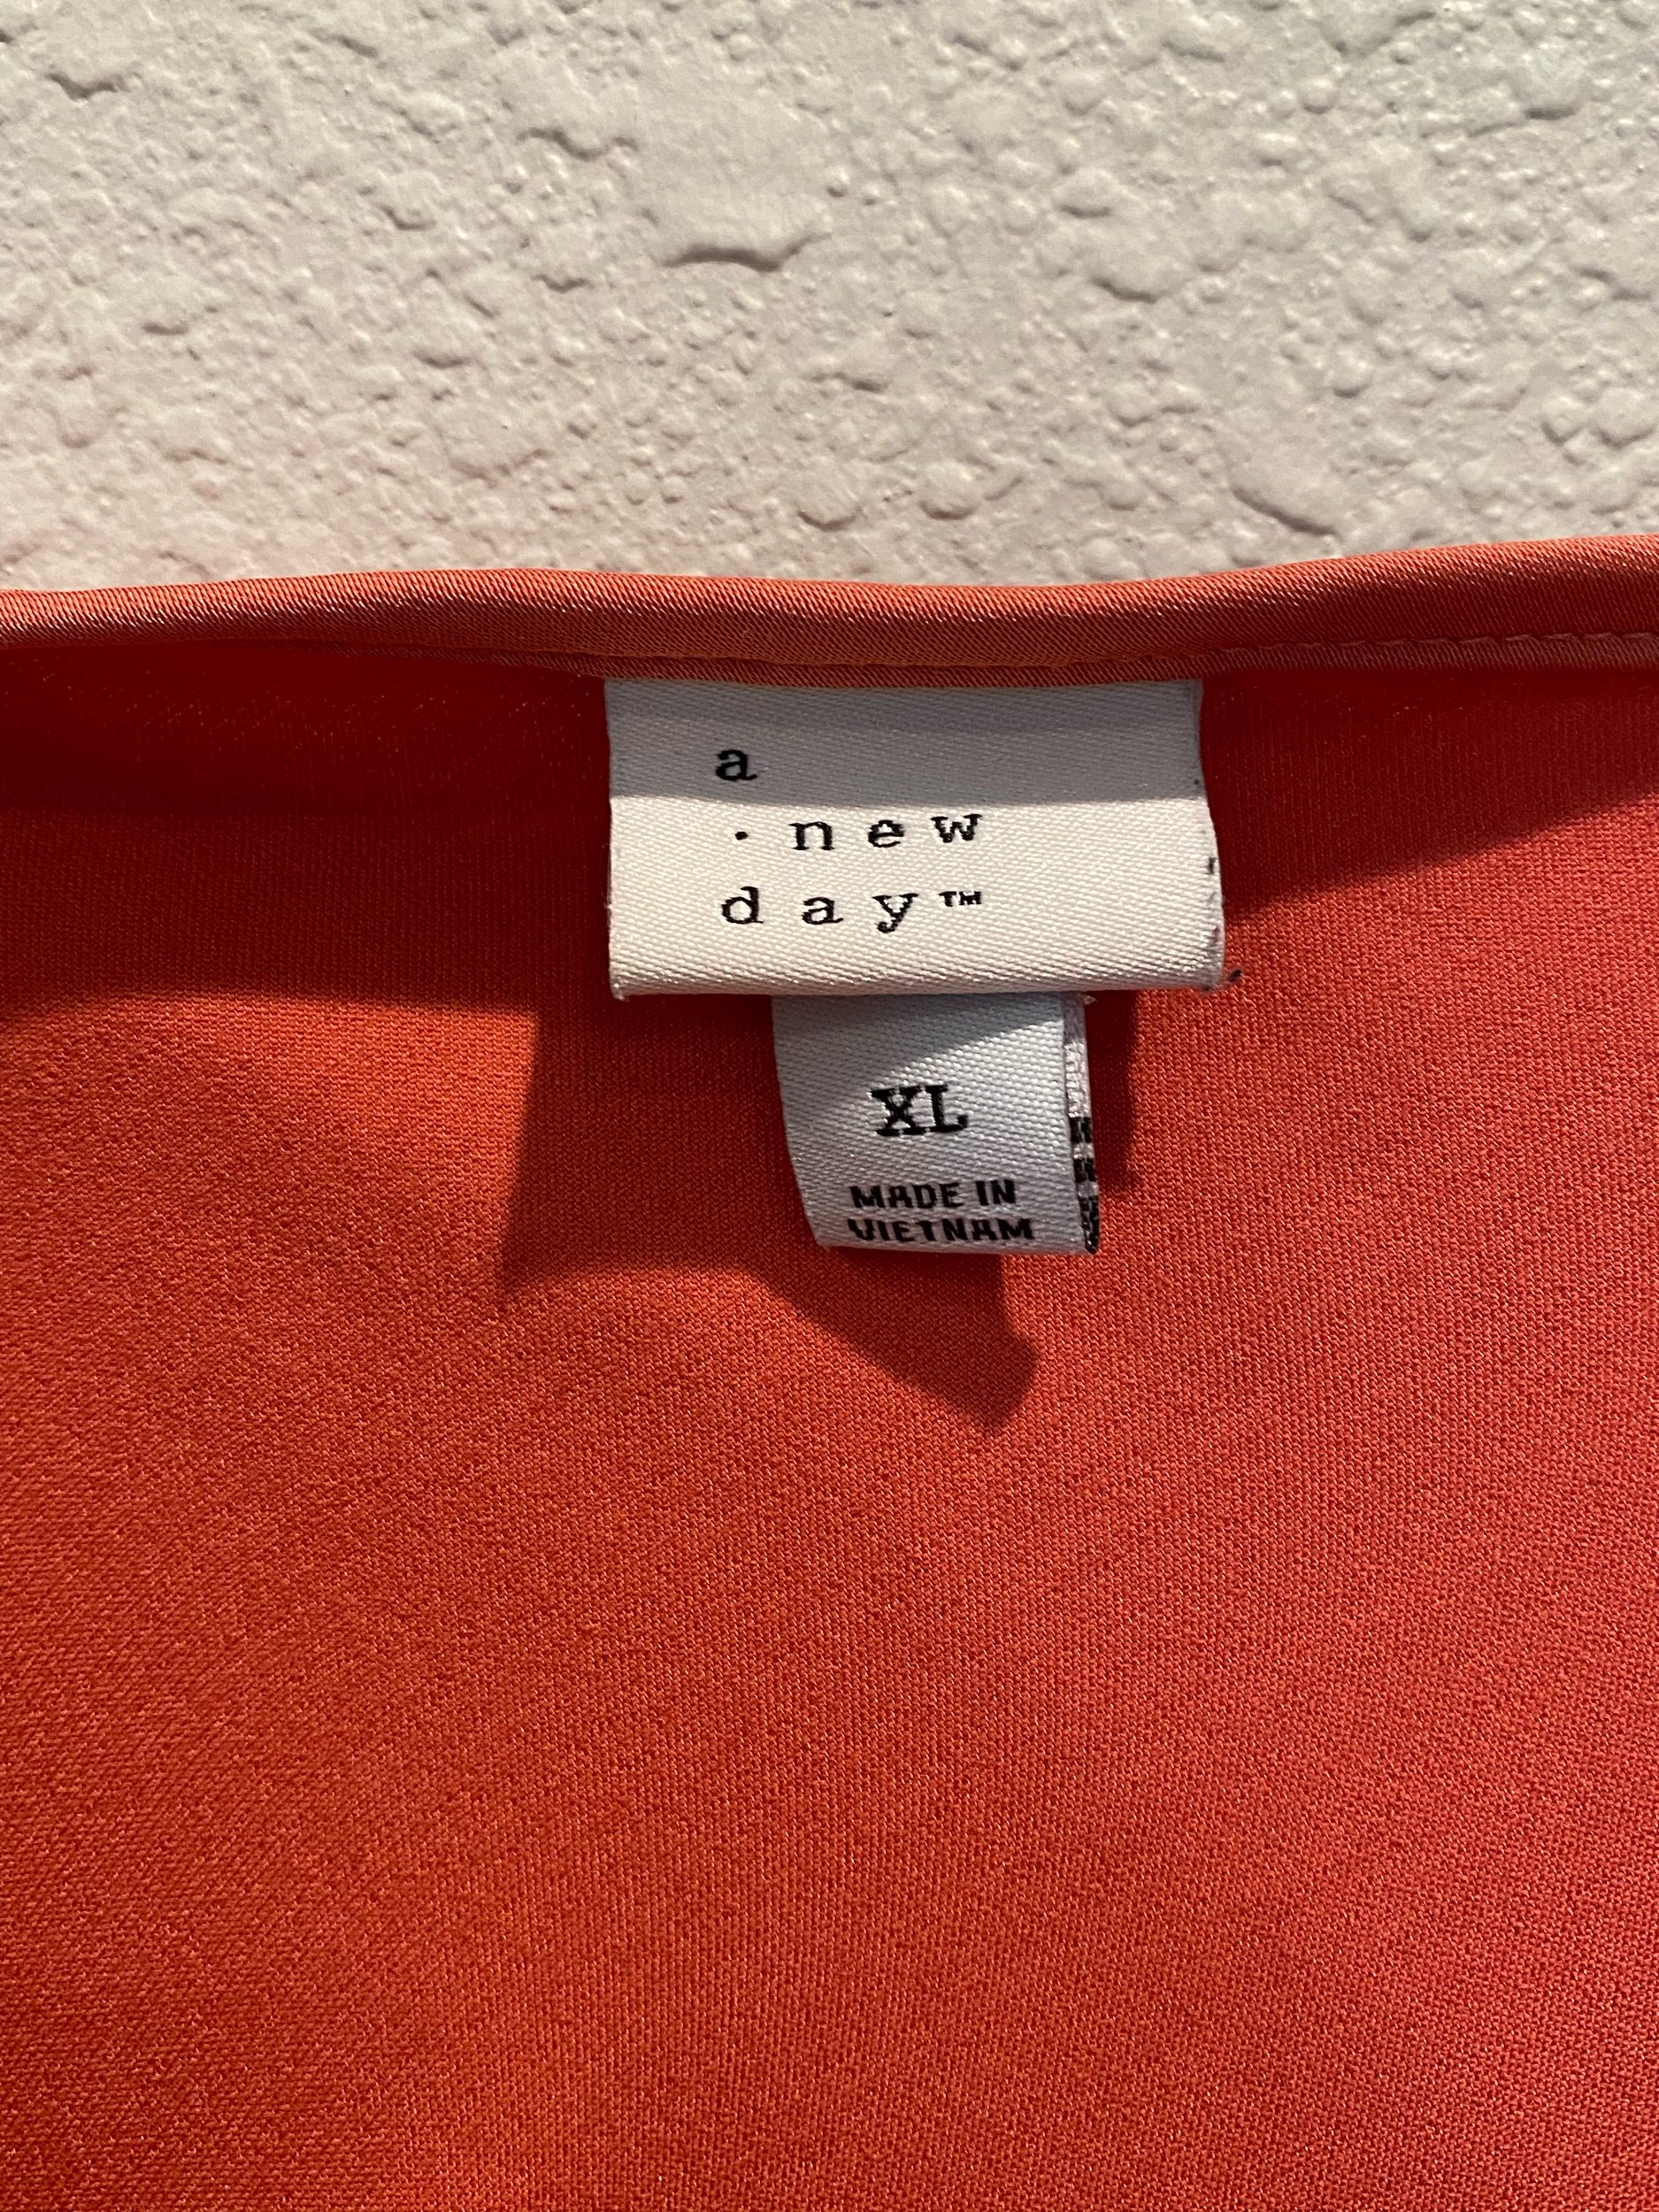 a
· new
day™
XL
MADE IN
VIETNAM